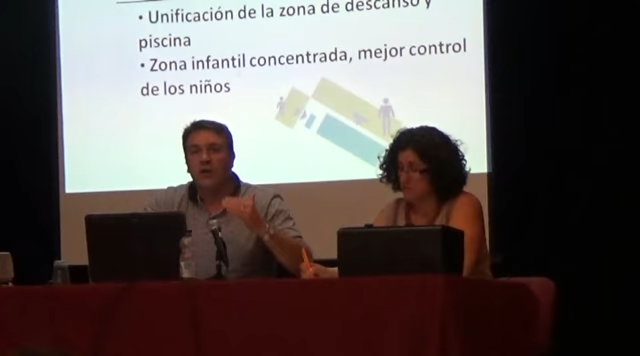 • Unificación de la zona de descanso y
piscina
• Zona infantil concentrada, mejor control
de los niños